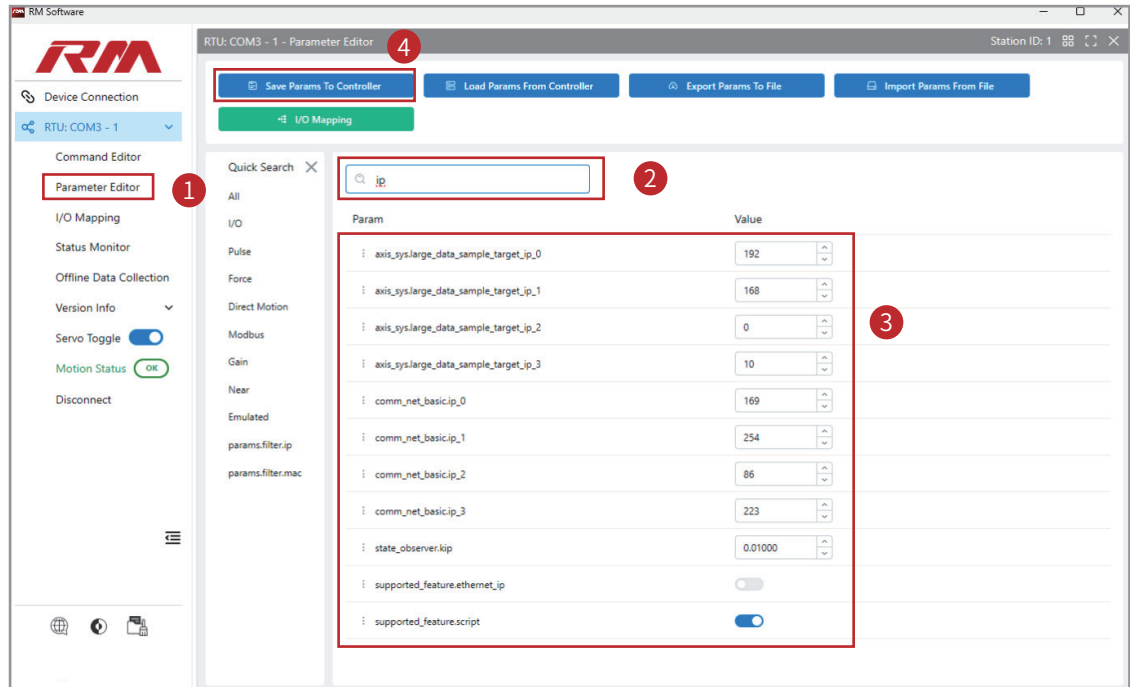 RM RM Software
RTU: COM3 - 1 - Parameter Editor
4
Station ID: 1
RM
Save Params To Controller
Load Params From Controller
Export Params To File
Import Params From File
I/O Mapping
Device Connection
RTU: COM3 - 1
Command Editor
Parameter Editor
1
I/O Mapping
Status Monitor
Offline Data Collection
Version Info
Servo Toggle
Motion Status OK
Disconnect
Quick Search
All
I/O
Pulse
Force
Direct Motion
Modbus
Gain
Near
Emulated
params.filter.ip
params.filter.mac
ip
2
Param Value
axis_sys.large_data_sample_target_ip_0 192
axis_sys.large_data_sample_target_ip_1 168
axis_sys.large_data_sample_target_ip_2 0
3
axis_sys.large_data_sample_target_ip_3 10
comm_net_basic.ip_0 169
comm_net_basic.ip_1 254
comm_net_basic.ip_2 86
comm_net_basic.ip_3 223
state_observer.kip 0.01000
supported_feature.ethernet_ip
supported_feature.script